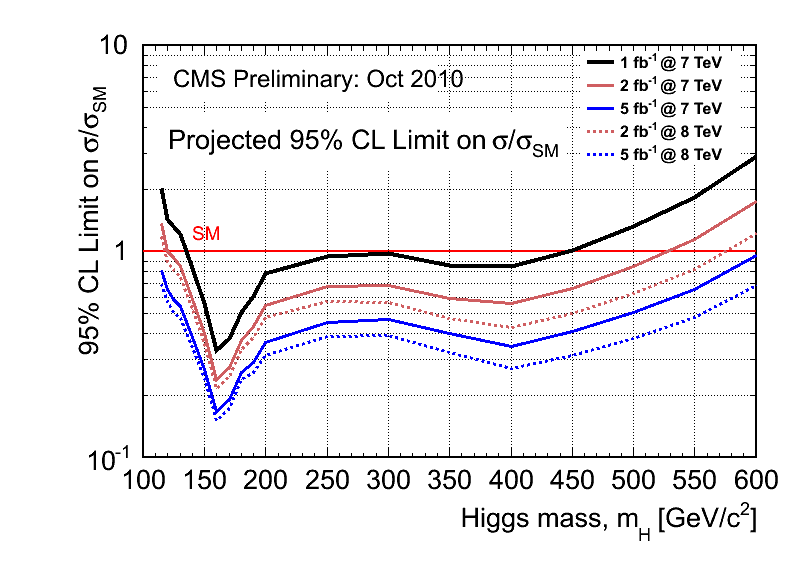 10
CMS Preliminary: Oct 2010
1 fb⁻¹ @ 7 TeV
2 fb⁻¹ @ 7 TeV
5 fb⁻¹ @ 7 TeV
2 fb⁻¹ @ 8 TeV
5 fb⁻¹ @ 8 TeV
Projected 95% CL Limit on σ/σSM
95% CL Limit on σ/σSM
SM
1
10⁻¹
100 150 200 250 300 350 400 450 500 550 600
Higgs mass, mH [GeV/c²]